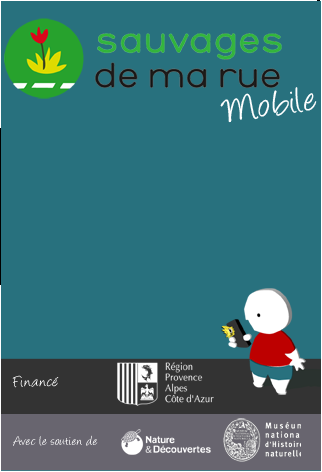 sauvages
de ma rue
Mobile
Financé
Région
Provence
Alpes
Côte d'Azur
Avec le soutien de
Nature
& Découvertes
Muséum
nationa
d'Histoire
naturelle